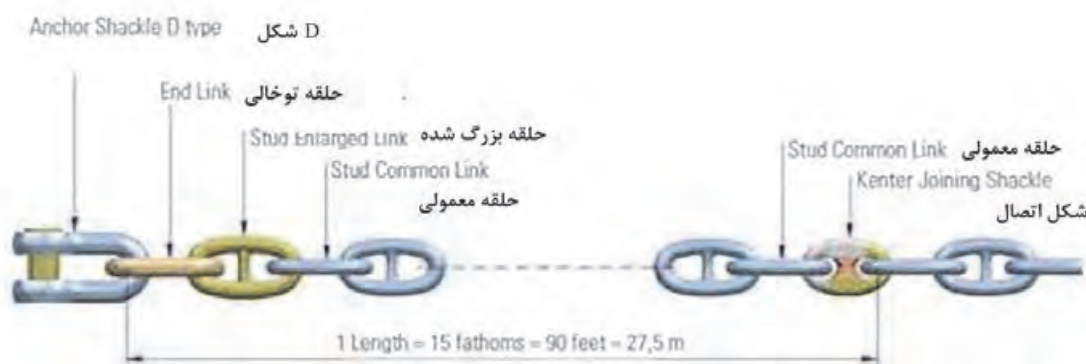 Anchor Shackle D type    D شکل
End Link حلقه توخالی
Stud Enlarged Link حلقه بزرگ شده
Stud Common Link
حلقه معمولی
Stud Common Link حلقه معمولی
Kenter Joining Shackle
شکل اتصال
1 Length = 15 fathoms = 90 feet = 27,5 m